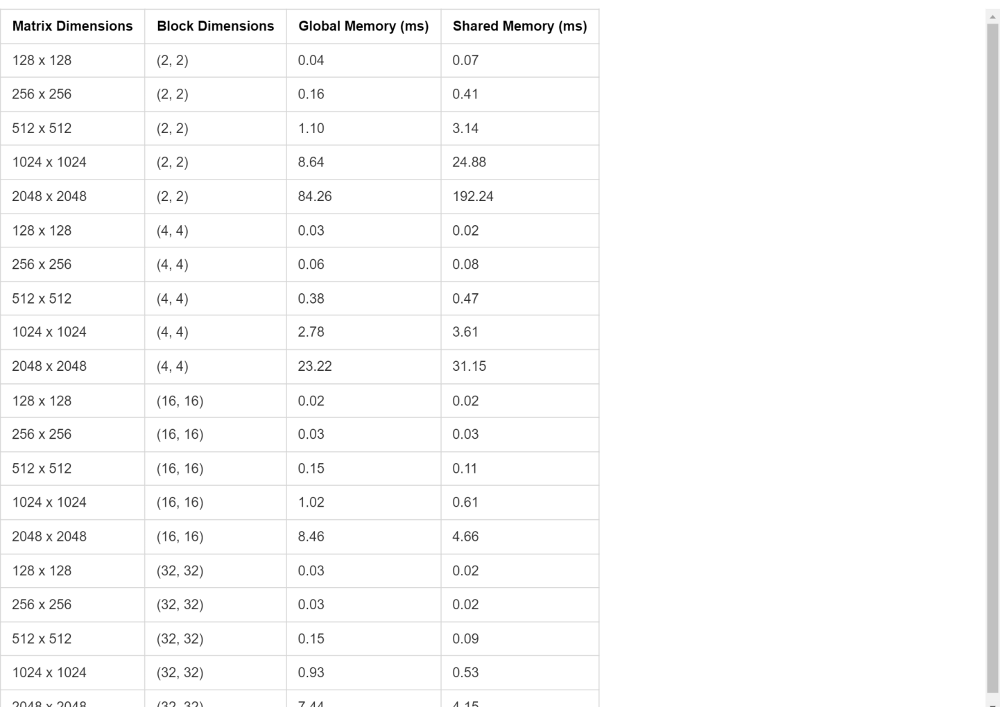 Matrix Dimensions Block Dimensions Global Memory (ms) Shared Memory (ms)
128 x 128 (2, 2) 0.04 0.07
256 x 256 (2, 2) 0.16 0.41
512 x 512 (2, 2) 1.10 3.14
1024 x 1024 (2, 2) 8.64 24.88
2048 x 2048 (2, 2) 84.26 192.24
128 x 128 (4, 4) 0.03 0.02
256 x 256 (4, 4) 0.06 0.08
512 x 512 (4, 4) 0.38 0.47
1024 x 1024 (4, 4) 2.78 3.61
2048 x 2048 (4, 4) 23.22 31.15
128 x 128 (16, 16) 0.02 0.02
256 x 256 (16, 16) 0.03 0.03
512 x 512 (16, 16) 0.15 0.11
1024 x 1024 (16, 16) 1.02 0.61
2048 x 2048 (16, 16) 8.46 4.66
128 x 128 (32, 32) 0.03 0.02
256 x 256 (32, 32) 0.03 0.02
512 x 512 (32, 32) 0.15 0.09
1024 x 1024 (32, 32) 0.93 0.53
2048 x 2048 (32, 32) 7.44 4.15